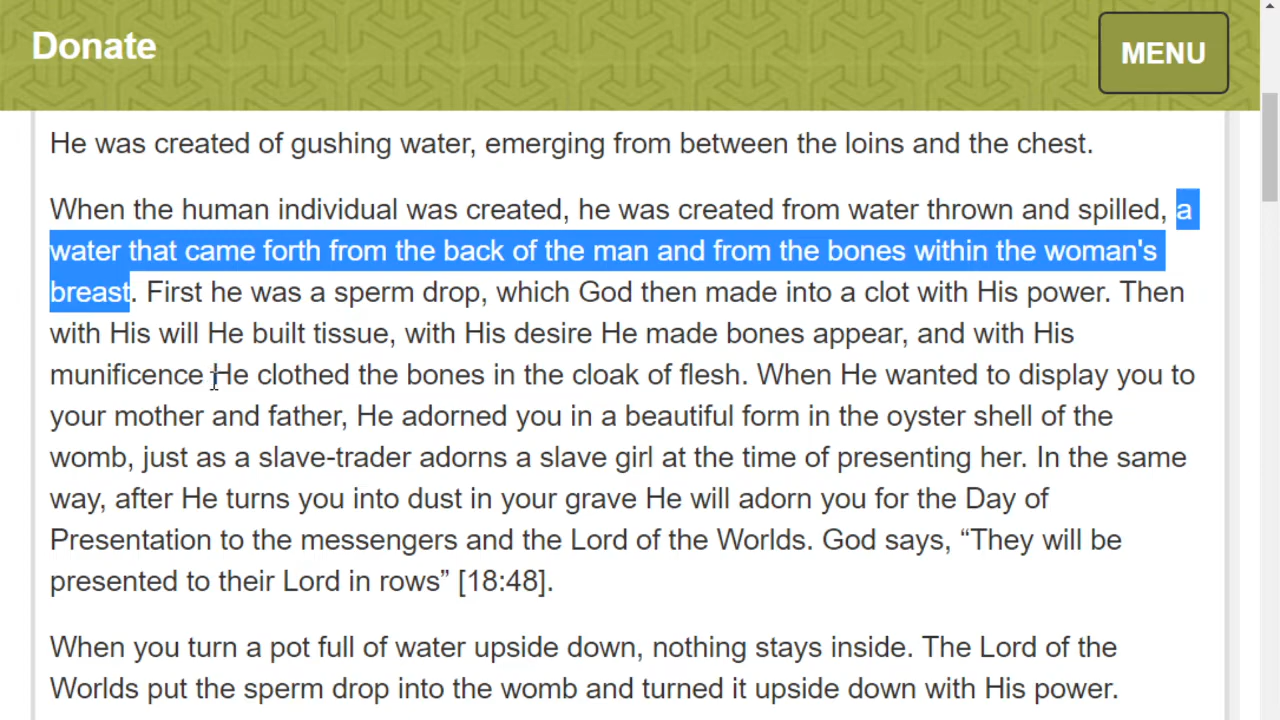 Donate
MENU
He was created of gushing water, emerging from between the loins and the chest.
When the human individual was created, he was created from water thrown and spilled, a
water that came forth from the back of the man and from the bones within the woman's
breast. First he was a sperm drop, which God then made into a clot with His power. Then
with His will He built tissue, with His desire He made bones appear, and with His
munificence He clothed the bones in the cloak of flesh. When He wanted to display you to
your mother and father, He adorned you in a beautiful form in the oyster shell of the
womb, just as a slave-trader adorns a slave girl at the time of presenting her. In the same
way, after He turns you into dust in your grave He will adorn you for the Day of
Presentation to the messengers and the Lord of the Worlds. God says, “They will be
presented to their Lord in rows” [18:48].
When you turn a pot full of water upside down, nothing stays inside. The Lord of the
Worlds put the sperm drop into the womb and turned it upside down with His power.